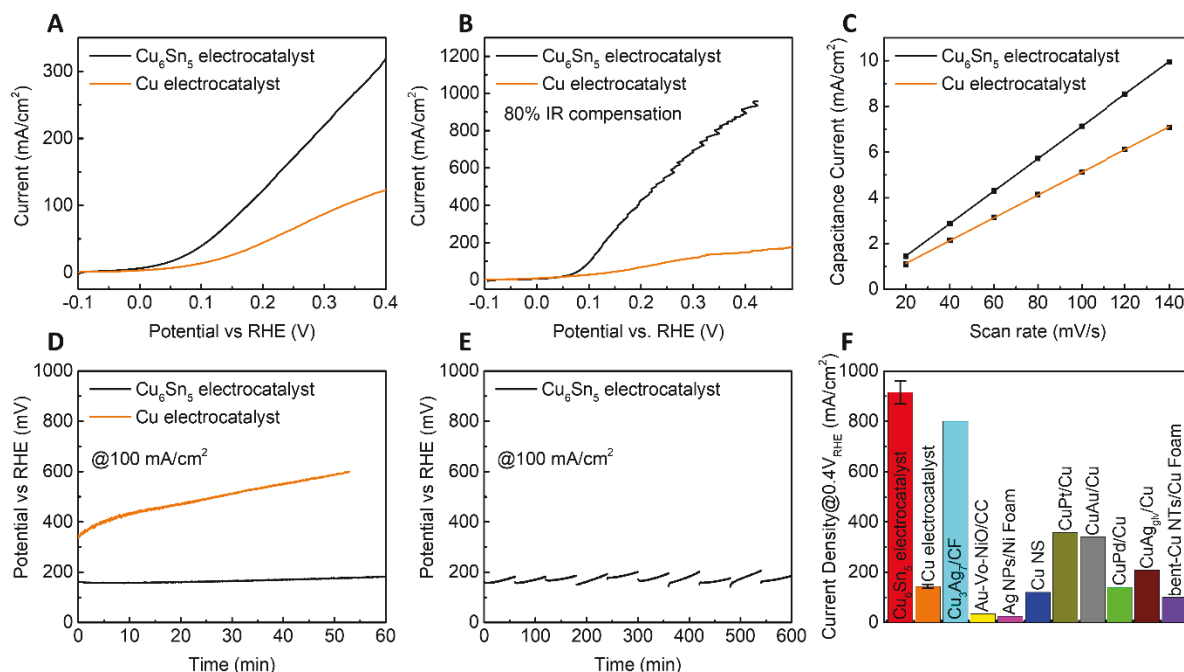 A
Cu₆Sn₅ electrocatalyst
Cu electrocatalyst
Current (mA/cm²)
300
200
100
0
-0.1
0.0
0.1
0.2
0.3
0.4
Potential vs RHE (V)
B
Cu₆Sn₅ electrocatalyst
Cu electrocatalyst
80% IR compensation
Current (mA/cm²)
1200
1000
800
600
400
200
0
-0.1
0.0
0.1
0.2
0.3
0.4
Potential vs. RHE (V)
C
Cu₆Sn₅ electrocatalyst
Cu electrocatalyst
Capacitance Current (mA/cm²)
10
8
6
4
2
0
20
40
60
80
100
120
140
Scan rate (mV/s)
D
Cu₆Sn₅ electrocatalyst
Cu electrocatalyst
@100 mA/cm²
Potential vs RHE (mV)
1000
800
600
400
200
0
0
10
20
30
40
50
60
Time (min)
E
Cu₆Sn₅ electrocatalyst
@100 mA/cm²
Potential vs RHE (mV)
1000
800
600
400
200
0
0
100
200
300
400
500
600
Time (min)
F
Current Density@0.4V_RHE (mA/cm²)
1000
800
600
400
200
0
Cu₆Sn₅ electrocatalyst
Cu electrocatalyst
Cu₃Ag₇/CF
Au-Vo-NiO/CC
Ag NPs/Ni Foam
Cu NS
CuPt/Cu
CuAu/Cu
CuPd/Cu
CuAg_glv/Cu
bent-Cu NTs/Cu Foam